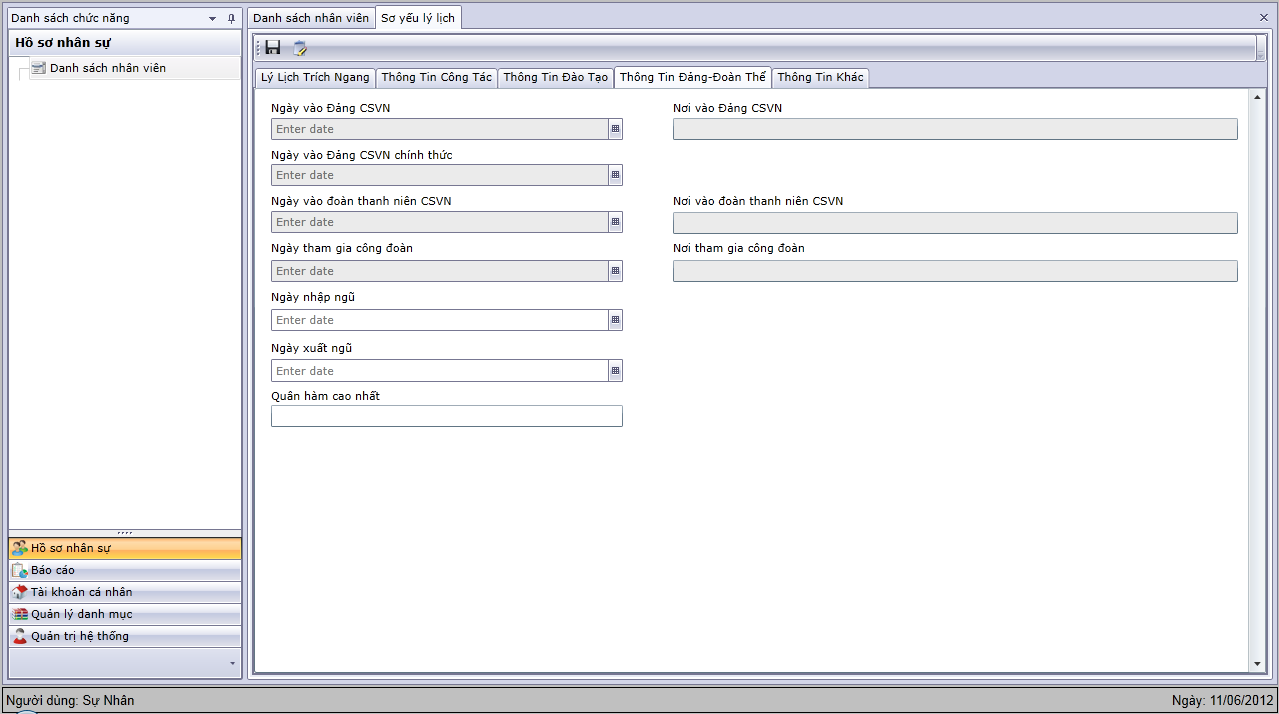 Danh sách chức năng
Hồ sơ nhân sự
Danh sách nhân viên
Hồ sơ nhân sự
Báo cáo
Tài khoản cá nhân
Quản lý danh mục
Quản trị hệ thống
Danh sách nhân viên Sơ yếu lý lịch
Lý Lịch Trích Ngang Thông Tin Công Tác Thông Tin Đào Tạo Thông Tin Đảng-Đoàn Thể Thông Tin Khác
Ngày vào Đảng CSVN Nơi vào Đảng CSVN
Enter date
Ngày vào Đảng CSVN chính thức
Enter date
Ngày vào đoàn thanh niên CSVN Nơi vào đoàn thanh niên CSVN
Enter date
Ngày tham gia công đoàn Nơi tham gia công đoàn
Enter date
Ngày nhập ngũ
Enter date
Ngày xuất ngũ
Enter date
Quân hàm cao nhất
Người dùng: Sự Nhân Ngày: 11/06/2012